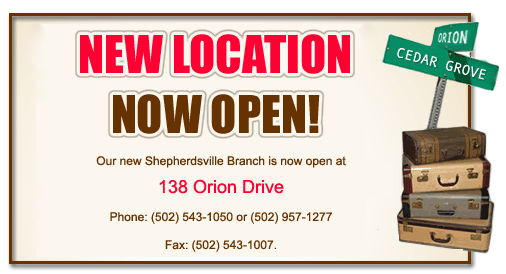 NEW LOCATION
NOW OPEN!
ORION
CEDAR GROVE
Our new Shepherdsville Branch is now open at
138 Orion Drive
Phone: (502) 543-1050 or (502) 957-1277
Fax: (502) 543-1007.